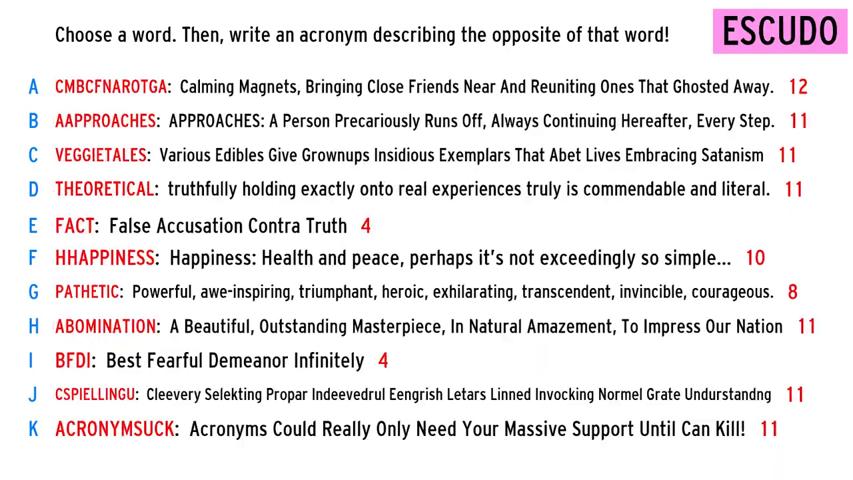 Choose a word. Then, write an acronym describing the opposite of that word!
ESCUDO
A CMBCFNAROTGA: Calming Magnets, Bringing Close Friends Near And Reuniting Ones That Ghosted Away. 12
B AAPPROACHES: APPROACHES: A Person Precariously Runs Off, Always Continuing Hereafter, Every Step. 11
C VEGGIETALES: Various Edibles Give Grownups Insidious Exemplars That Abet Lives Embracing Satanism 11
D THEORETICAL: truthfully holding exactly onto real experiences truly is commendable and literal. 11
E FACT: False Accusation Contra Truth 4
F HHAPPINESS: Happiness: Health and peace, perhaps it's not exceedingly so simple... 10
G PATHETIC: Powerful, awe-inspiring, triumphant, heroic, exhilarating, transcendent, invincible, courageous. 8
H ABOMINATION: A Beautiful, Outstanding Masterpiece, In Natural Amazement, To Impress Our Nation 11
I BFDI: Best Fearful Demeanor Infinitely 4
J CSPIELLINGU: Cleevery Selekting Propar Indeevedrul Eengrish Letars Linned Invocking Normel Grate Undurstandng 11
K ACRONYMSUCK: Acronyms Could Really Only Need Your Massive Support Until Can Kill! 11